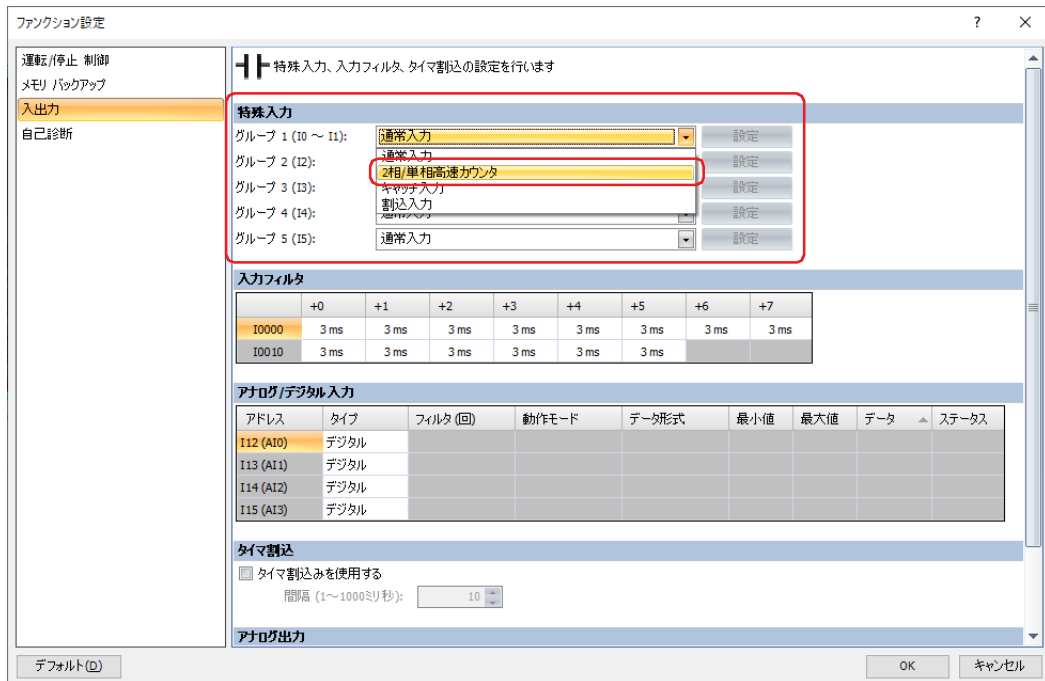 ファンクション設定
? ×
運転/停止 制御
メモリ バックアップ
入出力
自己診断
特殊入力、入力フィルタ、タイマ割込の設定を行います
特殊入力
グループ 1 (I0 ～ I1): 通常入力 設定
通常入力
グループ 2 (I2): 設定
2相/単相高速カウンタ
グループ 3 (I3): キャッチ入力 設定
割込入力
グループ 4 (I4): 通常入力 設定
グループ 5 (I5): 通常入力 設定
入力フィルタ
+0 +1 +2 +3 +4 +5 +6 +7
I0000 3 ms 3 ms 3 ms 3 ms 3 ms 3 ms 3 ms 3 ms
I0010 3 ms 3 ms 3 ms 3 ms 3 ms 3 ms
アナログ/デジタル入力
アドレス タイプ フィルタ (回) 動作モード データ形式 最小値 最大値 データ ステータス
I12 (AI0) デジタル
I13 (AI1) デジタル
I14 (AI2) デジタル
I15 (AI3) デジタル
タイマ割込
タイマ割込みを使用する
間隔 (1～1000ミリ秒): 10
アナログ出力
デフォルト(D) OK キャンセル